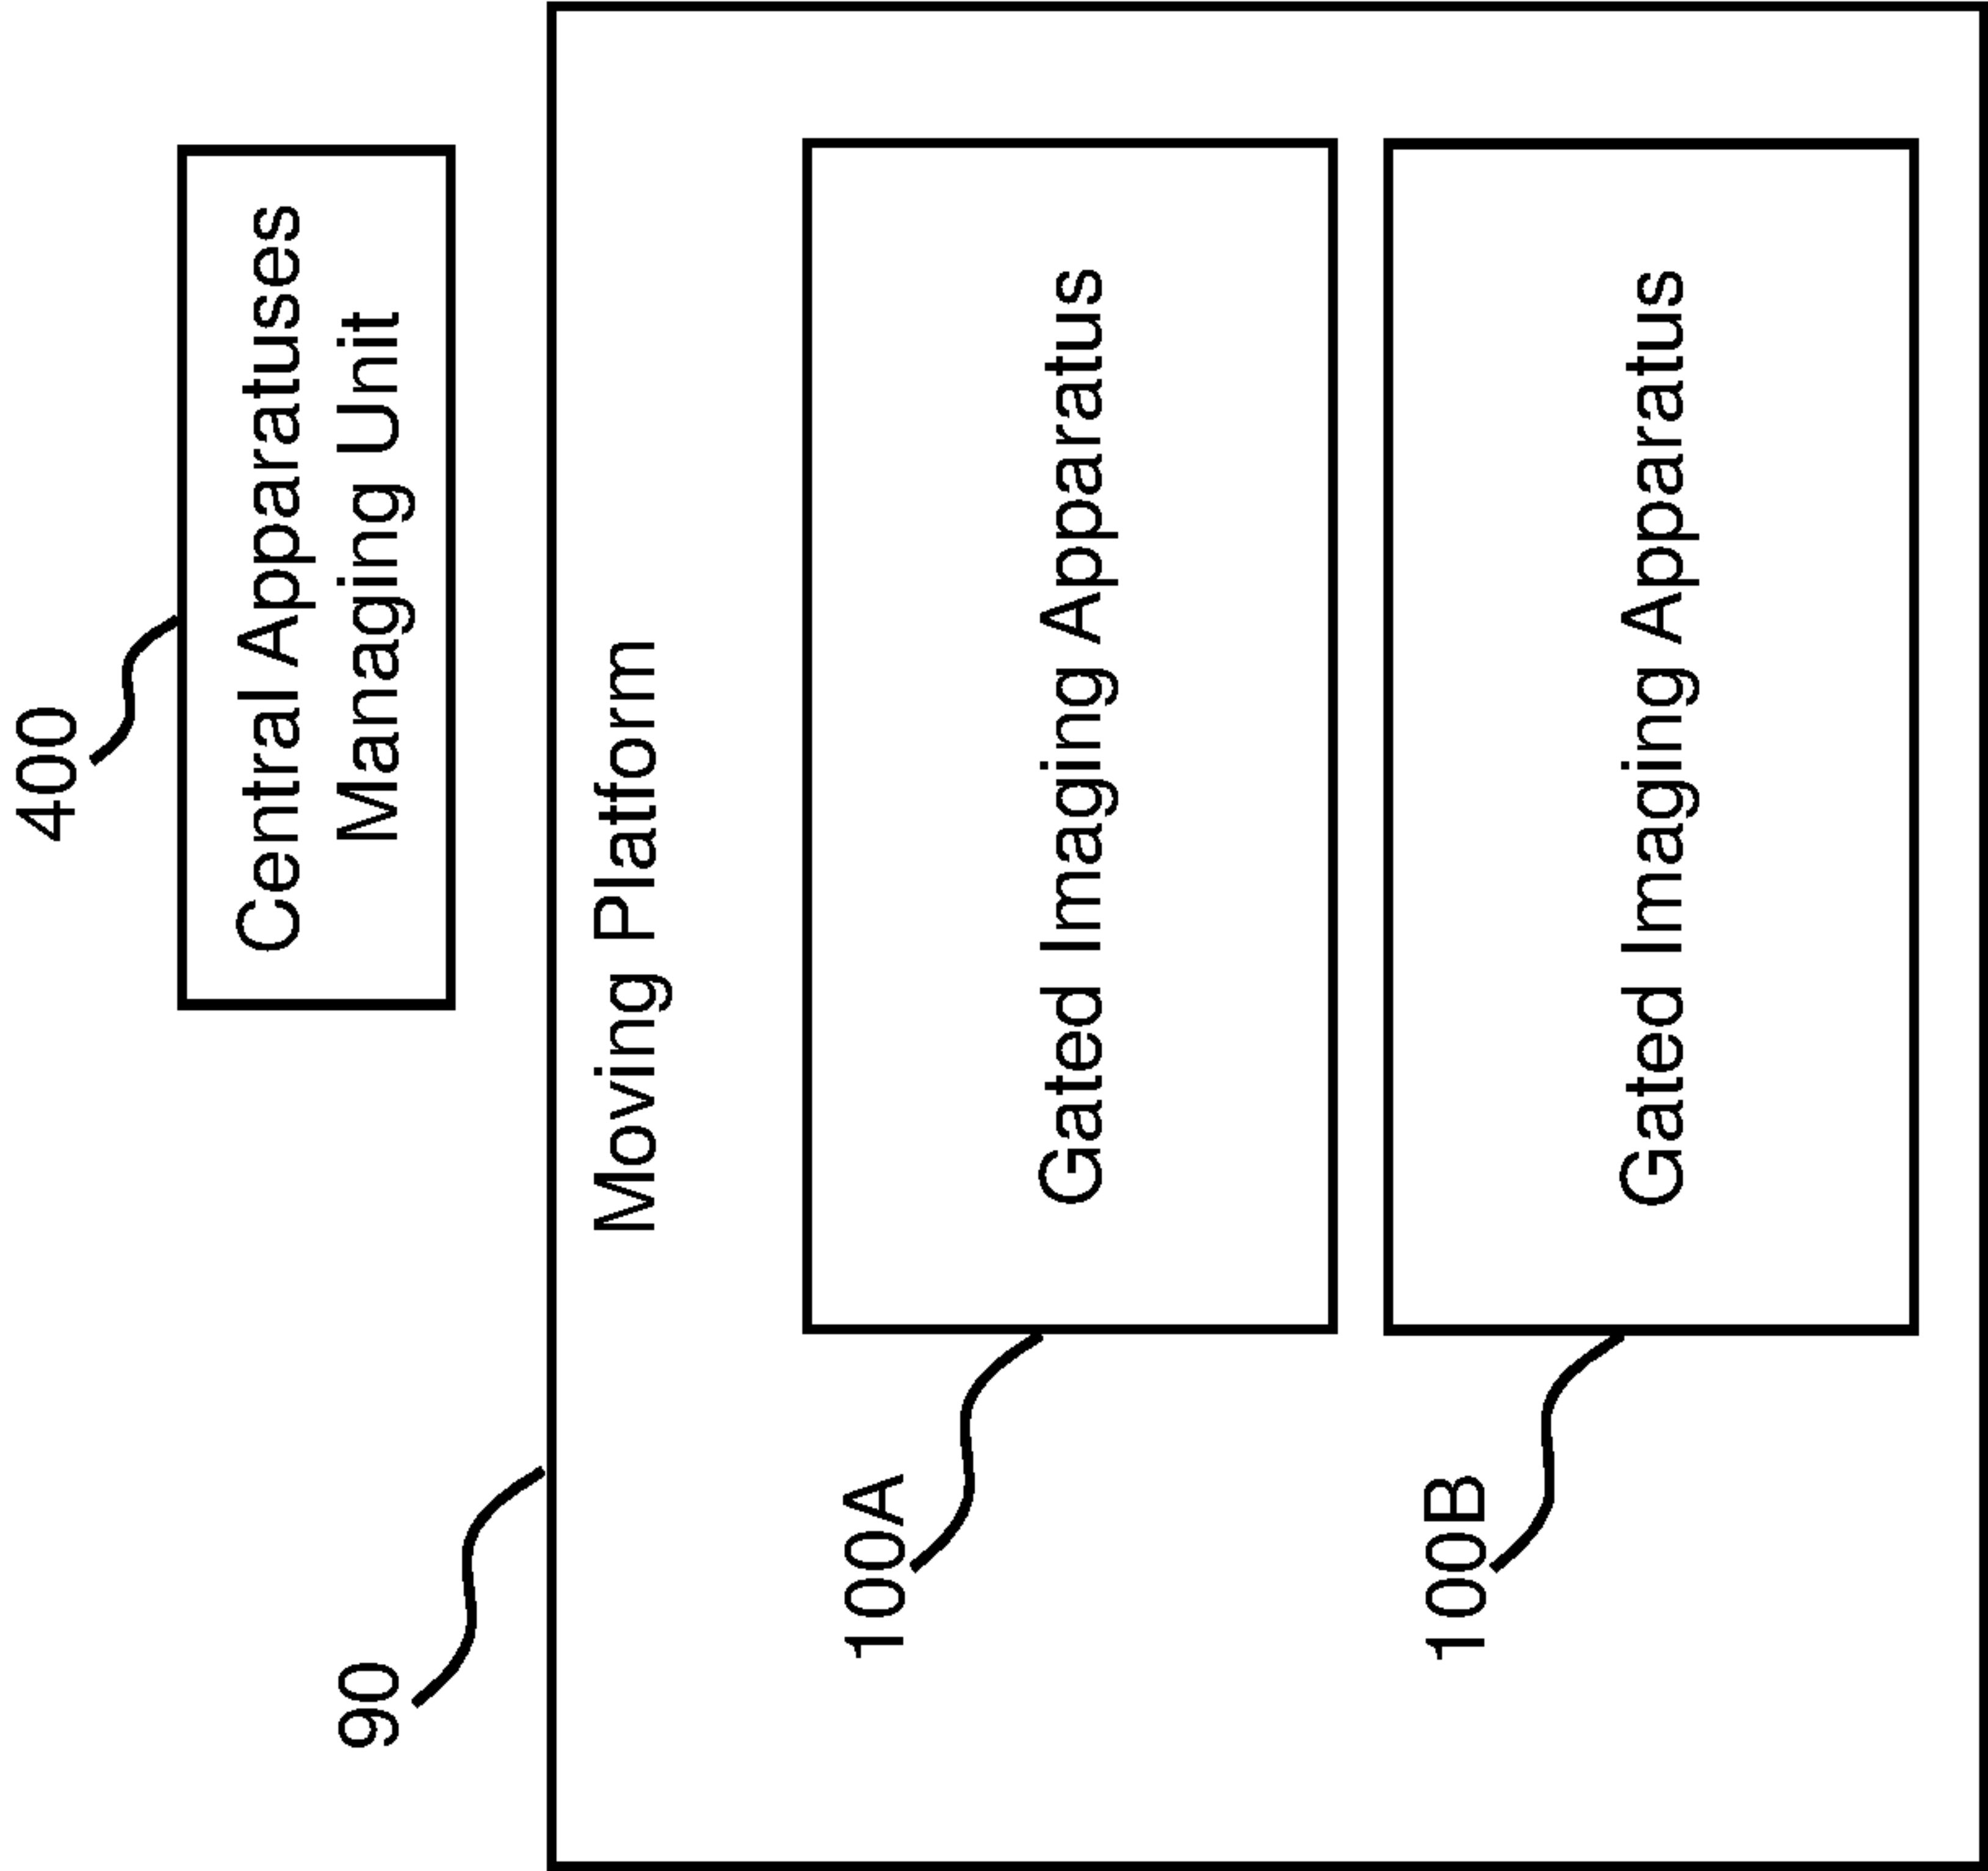 400
Central Apparatuses
Managing Unit
90
Moving Platform
100A
Gated Imaging Apparatus
100B
Gated Imaging Apparatus